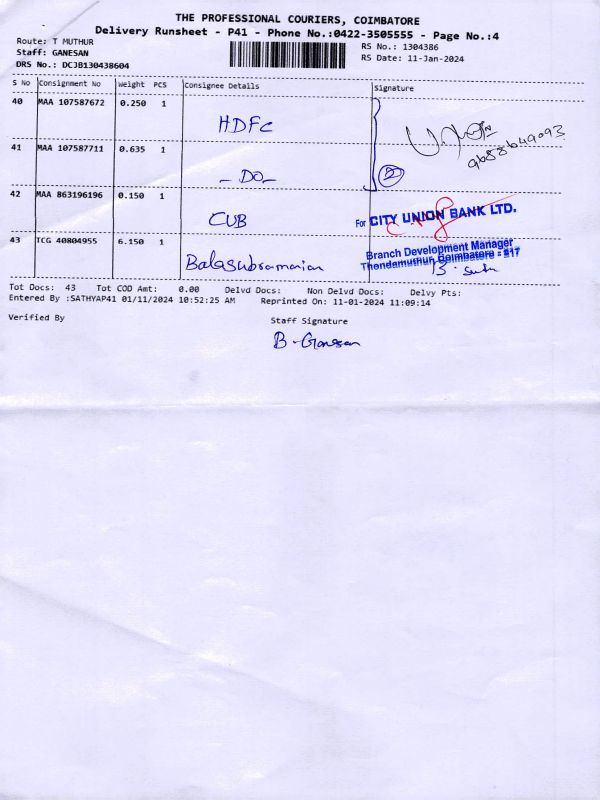 THE PROFESSIONAL COURIERS, COIMBATORE
Delivery Runsheet - P41 - Phone No.:0422-3505555 - Page No.:4
Route: T MUTHUR
Staff: GANESAN
DRS No.: DCJB130438604
RS No.: 1304386
RS Date: 11-Jan-2024
S No Consignment No Weight PCS Consignee Details Signature
40 MAA 107587672 0.250 1 HDFC
41 MAA 107587711 0.635 1 - DO -
2
42 MAA 863196196 0.150 1 CUB
For CITY UNION BANK LTD.
43 TCG 40804955 6.150 1 Balasubramanian
Branch Development Manager
Thondamuthur, Coimbatore - 
Tot Docs: 43 Tot COD Amt: 0.00 Delvd Docs: Non Delvd Docs: Delvy Pts:
Entered By :SATHYAP41 01/11/2024 10:52:25 AM Reprinted On: 11-01-2024 11:09:14
Verified By Staff Signature
B - Ganesan